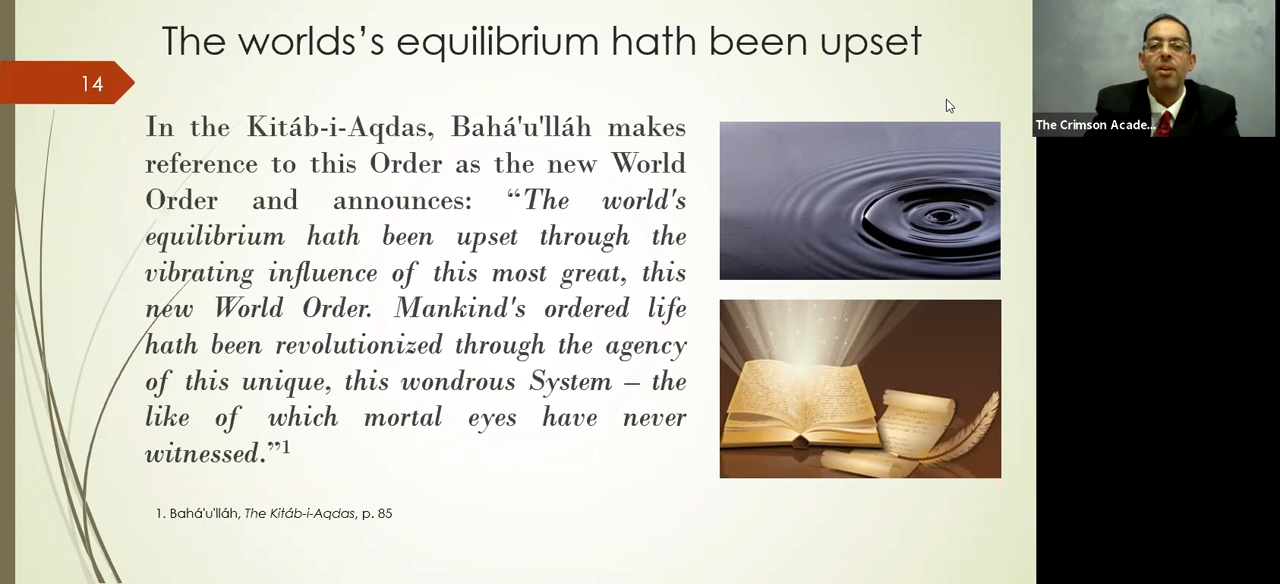 The worlds’s equilibrium hath been upset
14
In the Kitáb-i-Aqdas, Bahá'u'lláh makes
reference to this Order as the new World
Order and announces: “The world's
equilibrium hath been upset through the
vibrating influence of this most great, this
new World Order. Mankind's ordered life
hath been revolutionized through the agency
of this unique, this wondrous System – the
like of which mortal eyes have never
witnessed.”1
1. Bahá'u'lláh, The Kitáb-i-Aqdas, p. 85
The Crimson Acade...